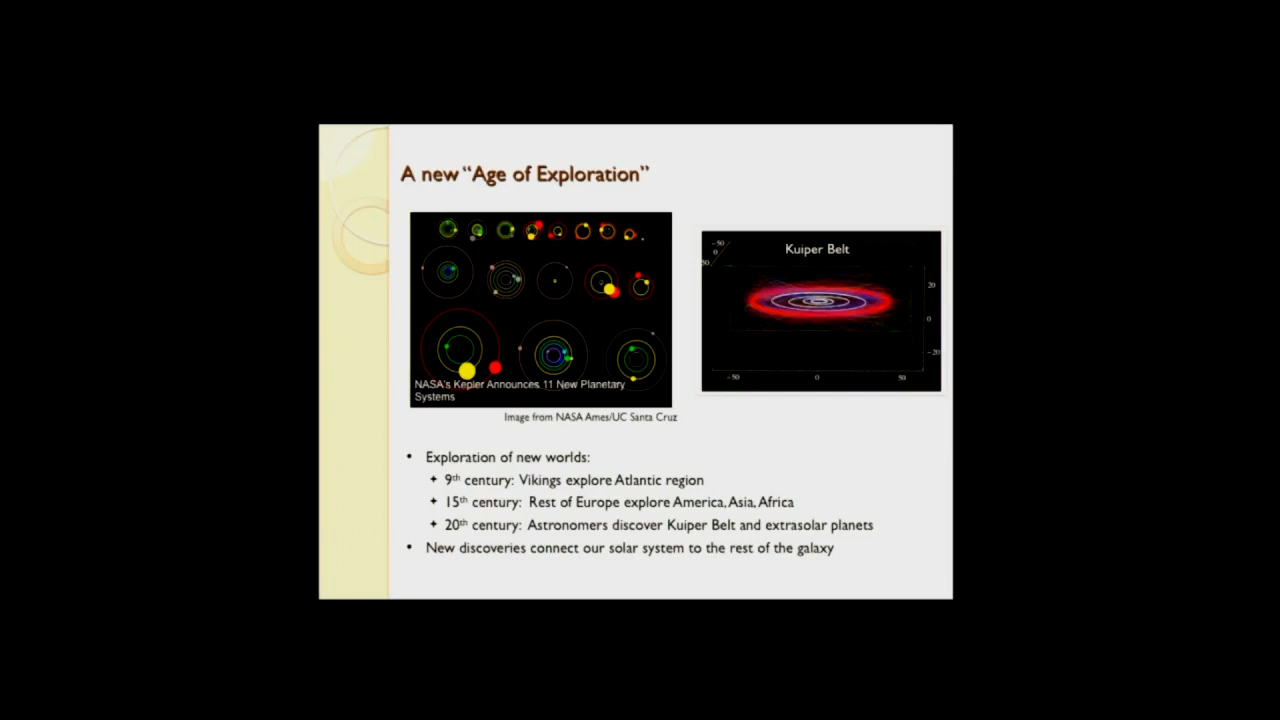 A new “Age of Exploration”
NASA's Kepler Announces 11 New Planetary
Systems
Image from NASA Ames/UC Santa Cruz
Kuiper Belt
−50
0
50
20
0
−20
−50
0
50
• Exploration of new worlds:
✦ 9th century: Vikings explore Atlantic region
✦ 15th century: Rest of Europe explore America, Asia, Africa
✦ 20th century: Astronomers discover Kuiper Belt and extrasolar planets
• New discoveries connect our solar system to the rest of the galaxy